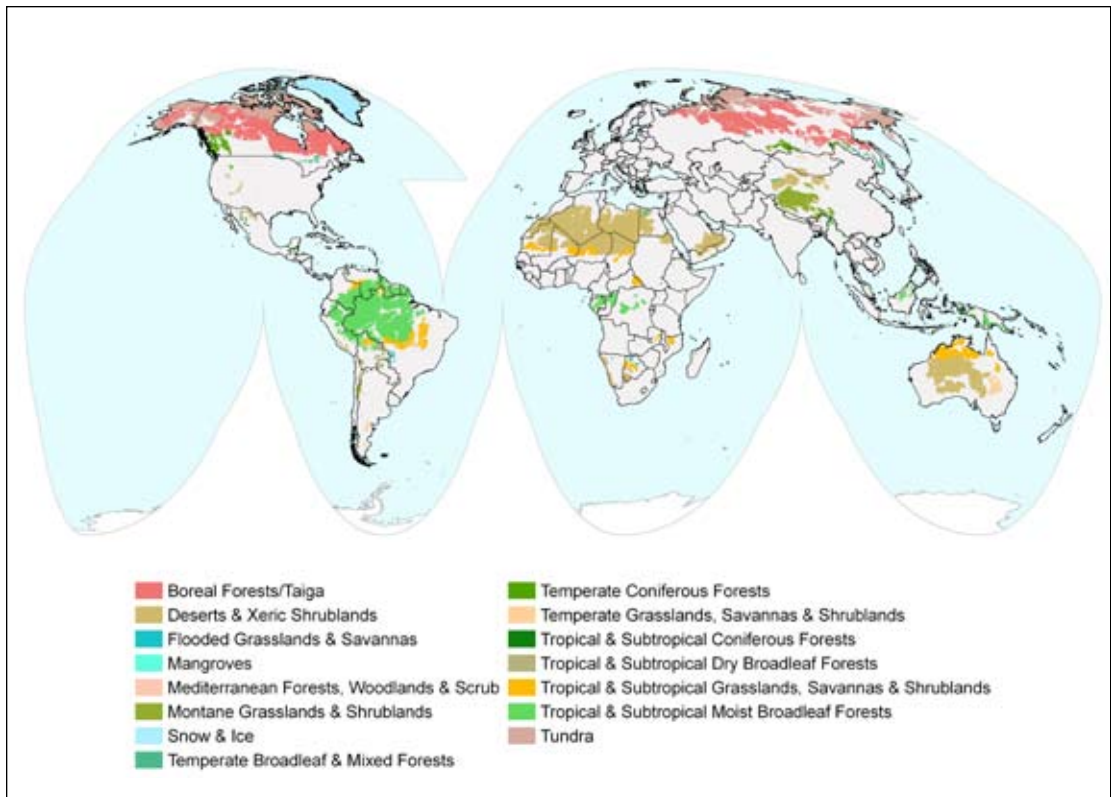 Boreal Forests/Taiga
Deserts & Xeric Shrublands
Flooded Grasslands & Savannas
Mangroves
Mediterranean Forests, Woodlands & Scrub
Montane Grasslands & Shrublands
Snow & Ice
Temperate Broadleaf & Mixed Forests
Temperate Coniferous Forests
Temperate Grasslands, Savannas & Shrublands
Tropical & Subtropical Coniferous Forests
Tropical & Subtropical Dry Broadleaf Forests
Tropical & Subtropical Grasslands, Savannas & Shrublands
Tropical & Subtropical Moist Broadleaf Forests
Tundra